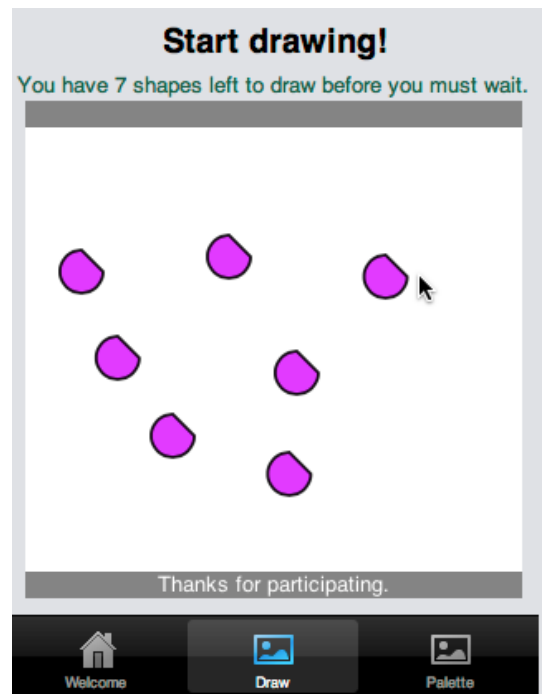 Start drawing!
You have 7 shapes left to draw before you must wait.
Thanks for participating.
Welcome Draw Palette